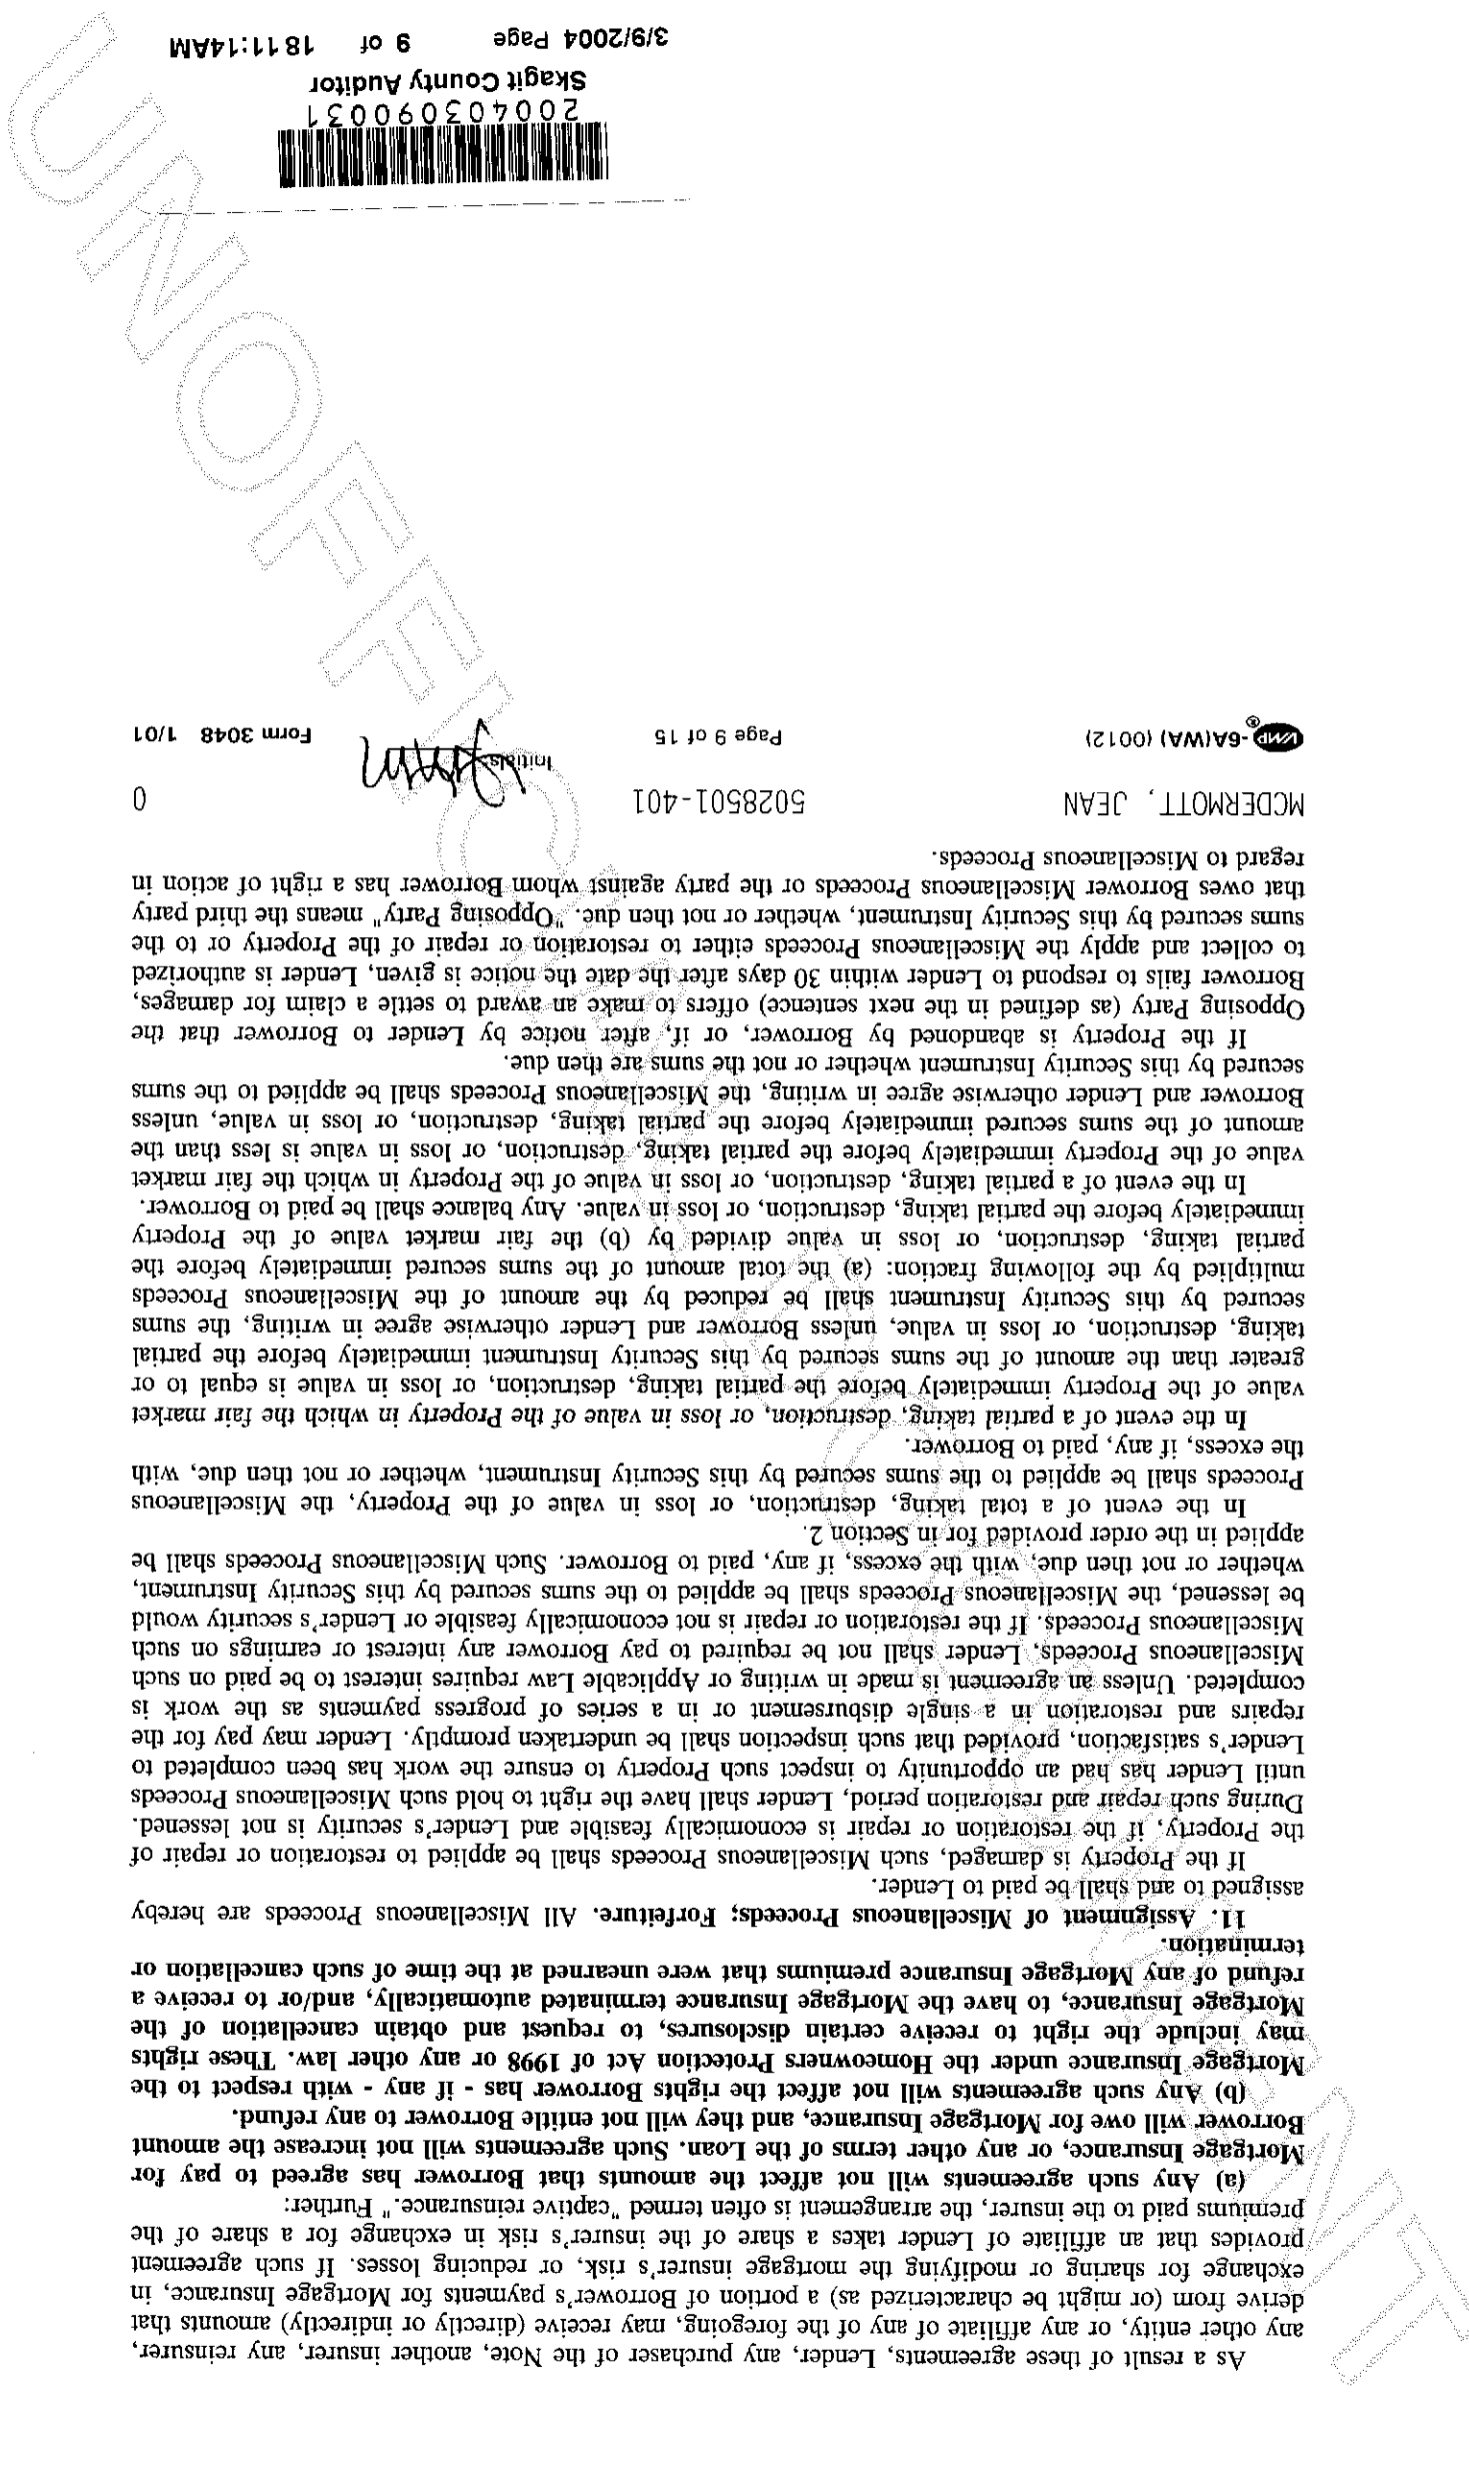 As a result of these agreements, Lender, any purchaser of the Note, another insurer, any reinsurer,
any other entity, or any affiliate of any of the foregoing, may receive (directly or indirectly) amounts that
derive from (or might be characterized as) a portion of Borrower's payments for Mortgage Insurance, in
exchange for sharing or modifying the mortgage insurer's risk, or reducing losses. If such agreement
provides that an affiliate of Lender takes a share of the insurer's risk in exchange for a share of the
premiums paid to the insurer, the arrangement is often termed "captive reinsurance." Further:
(a) Any such agreements will not affect the amounts that Borrower has agreed to pay for
Mortgage Insurance, or any other terms of the Loan. Such agreements will not increase the amount
Borrower will owe for Mortgage Insurance, and they will not entitle Borrower to any refund.
(b) Any such agreements will not affect the rights Borrower has - if any - with respect to the
Mortgage Insurance under the Homeowners Protection Act of 1998 or any other law. These rights
may include the right to receive certain disclosures, to request and obtain cancellation of the
Mortgage Insurance, to have the Mortgage Insurance terminated automatically, and/or to receive a
refund of any Mortgage Insurance premiums that were unearned at the time of such cancellation or
termination.
11. Assignment of Miscellaneous Proceeds; Forfeiture. All Miscellaneous Proceeds are hereby
assigned to and shall be paid to Lender.
If the Property is damaged, such Miscellaneous Proceeds shall be applied to restoration or repair of
the Property, if the restoration or repair is economically feasible and Lender's security is not lessened.
During such repair and restoration period, Lender shall have the right to hold such Miscellaneous Proceeds
until Lender has had an opportunity to inspect such Property to ensure the work has been completed to
Lender's satisfaction, provided that such inspection shall be undertaken promptly. Lender may pay for the
repairs and restoration in a single disbursement or in a series of progress payments as the work is
completed. Unless an agreement is made in writing or Applicable Law requires interest to be paid on such
Miscellaneous Proceeds, Lender shall not be required to pay Borrower any interest or earnings on such
Miscellaneous Proceeds. If the restoration or repair is not economically feasible or Lender's security would
be lessened, the Miscellaneous Proceeds shall be applied to the sums secured by this Security Instrument,
whether or not then due, with the excess, if any, paid to Borrower. Such Miscellaneous Proceeds shall be
applied in the order provided for in Section 2.
In the event of a total taking, destruction, or loss in value of the Property, the Miscellaneous
Proceeds shall be applied to the sums secured by this Security Instrument, whether or not then due, with
the excess, if any, paid to Borrower.
In the event of a partial taking, destruction, or loss in value of the Property in which the fair market
value of the Property immediately before the partial taking, destruction, or loss in value is equal to or
greater than the amount of the sums secured by this Security Instrument immediately before the partial
taking, destruction, or loss in value, unless Borrower and Lender otherwise agree in writing, the sums
secured by this Security Instrument shall be reduced by the amount of the Miscellaneous Proceeds
multiplied by the following fraction: (a) the total amount of the sums secured immediately before the
partial taking, destruction, or loss in value divided by (b) the fair market value of the Property
immediately before the partial taking, destruction, or loss in value. Any balance shall be paid to Borrower.
In the event of a partial taking, destruction, or loss in value of the Property in which the fair market
value of the Property immediately before the partial taking, destruction, or loss in value is less than the
amount of the sums secured immediately before the partial taking, destruction, or loss in value, unless
Borrower and Lender otherwise agree in writing, the Miscellaneous Proceeds shall be applied to the sums
secured by this Security Instrument whether or not the sums are then due.
If the Property is abandoned by Borrower, or if, after notice by Lender to Borrower that the
Opposing Party (as defined in the next sentence) offers to make an award to settle a claim for damages,
Borrower fails to respond to Lender within 30 days after the date the notice is given, Lender is authorized
to collect and apply the Miscellaneous Proceeds either to restoration or repair of the Property or to the
sums secured by this Security Instrument, whether or not then due. "Opposing Party" means the third party
that owes Borrower Miscellaneous Proceeds or the party against whom Borrower has a right of action in
regard to Miscellaneous Proceeds.
MCDERMOTT, JEAN 5028501-401 0
Initials:
VMP®-6A(WA) (0012) Page 9 of 15 Form 3048 1/01
200403090031
Skagit County Auditor
3/9/2004 Page 9 of 18 11:14AM
UNOFFICIAL DOCUMENT